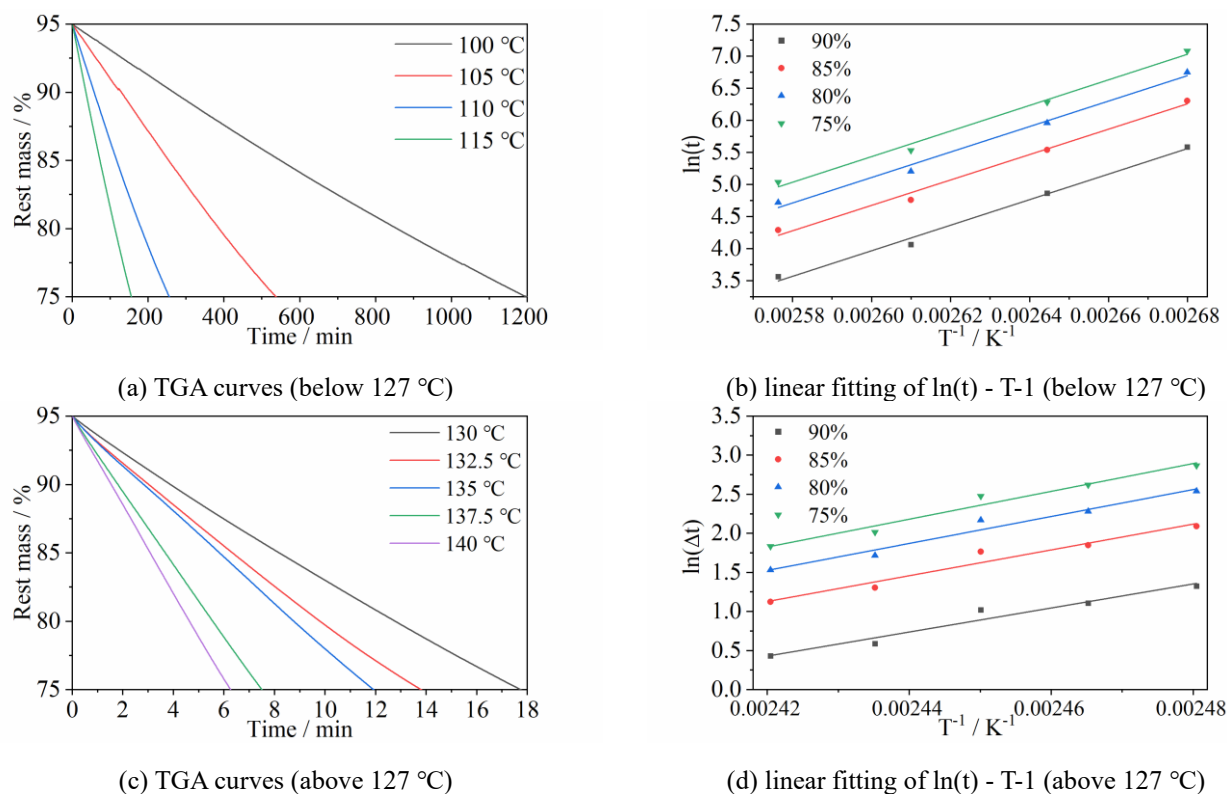 95
90
85
80
75
Rest mass / %
100 ℃
105 ℃
110 ℃
115 ℃
0 200 400 600 800 1000 1200
Time / min
(a) TGA curves (below 127 ℃)
7.5
7.0
6.5
6.0
5.5
5.0
4.5
4.0
3.5
ln(t)
90%
85%
80%
75%
0.00258 0.00260 0.00262 0.00264 0.00266 0.00268
T-1 / K-1
(b) linear fitting of ln(t) - T-1 (below 127 ℃)
95
90
85
80
75
Rest mass / %
130 ℃
132.5 ℃
135 ℃
137.5 ℃
140 ℃
0 2 4 6 8 10 12 14 16 18
Time / min
(c) TGA curves (above 127 ℃)
3.5
3.0
2.5
2.0
1.5
1.0
0.5
0.0
ln(Δt)
90%
85%
80%
75%
0.00242 0.00244 0.00246 0.00248
T-1 / K-1
(d) linear fitting of ln(t) - T-1 (above 127 ℃)